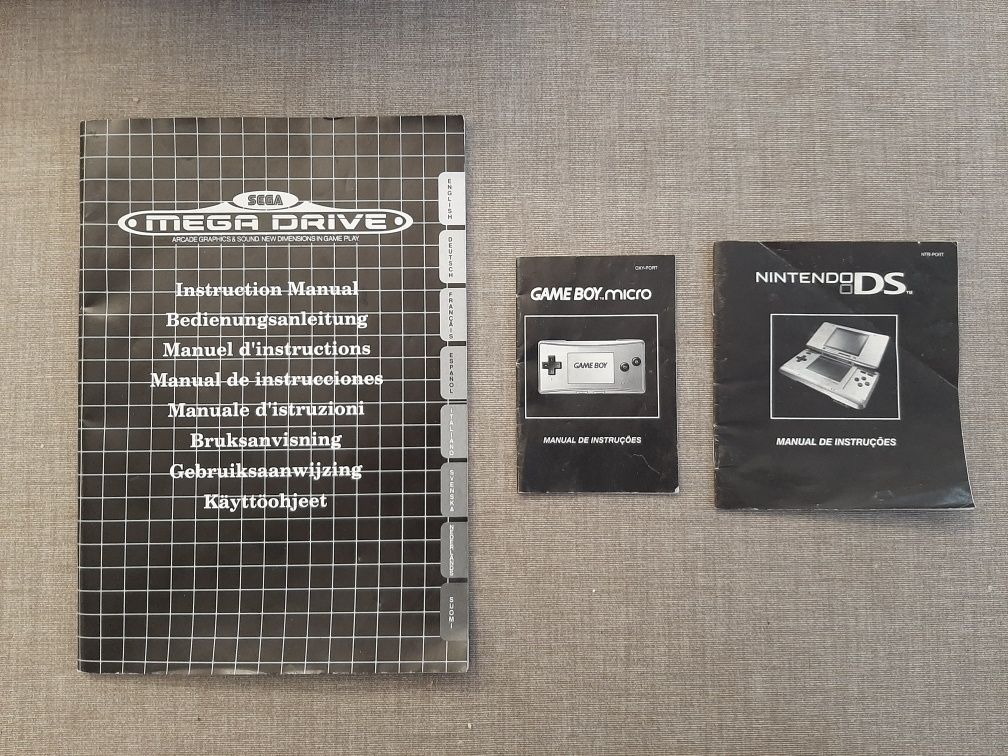 SEGA
MEGA DRIVE
ARCADE GRAPHICS & SOUND. NEW DIMENSIONS IN GAME PLAY.
Instruction Manual
Bedienungsanleitung
Manuel d'instructions
Manual de instrucciones
Manuale d'istruzioni
Bruksanvisning
Gebruiksaanwijzing
Käyttöohjeet
ENGLISH
DEUTSCH
FRANÇAIS
ESPAÑOL
ITALIANO
SVENSKA
NEDERLANDS
SUOMI
OXY-PORT
GAME BOY micro
GAME BOY
MANUAL DE INSTRUÇÕES
NTR-PORT
NINTENDO DS™
MANUAL DE INSTRUÇÕES